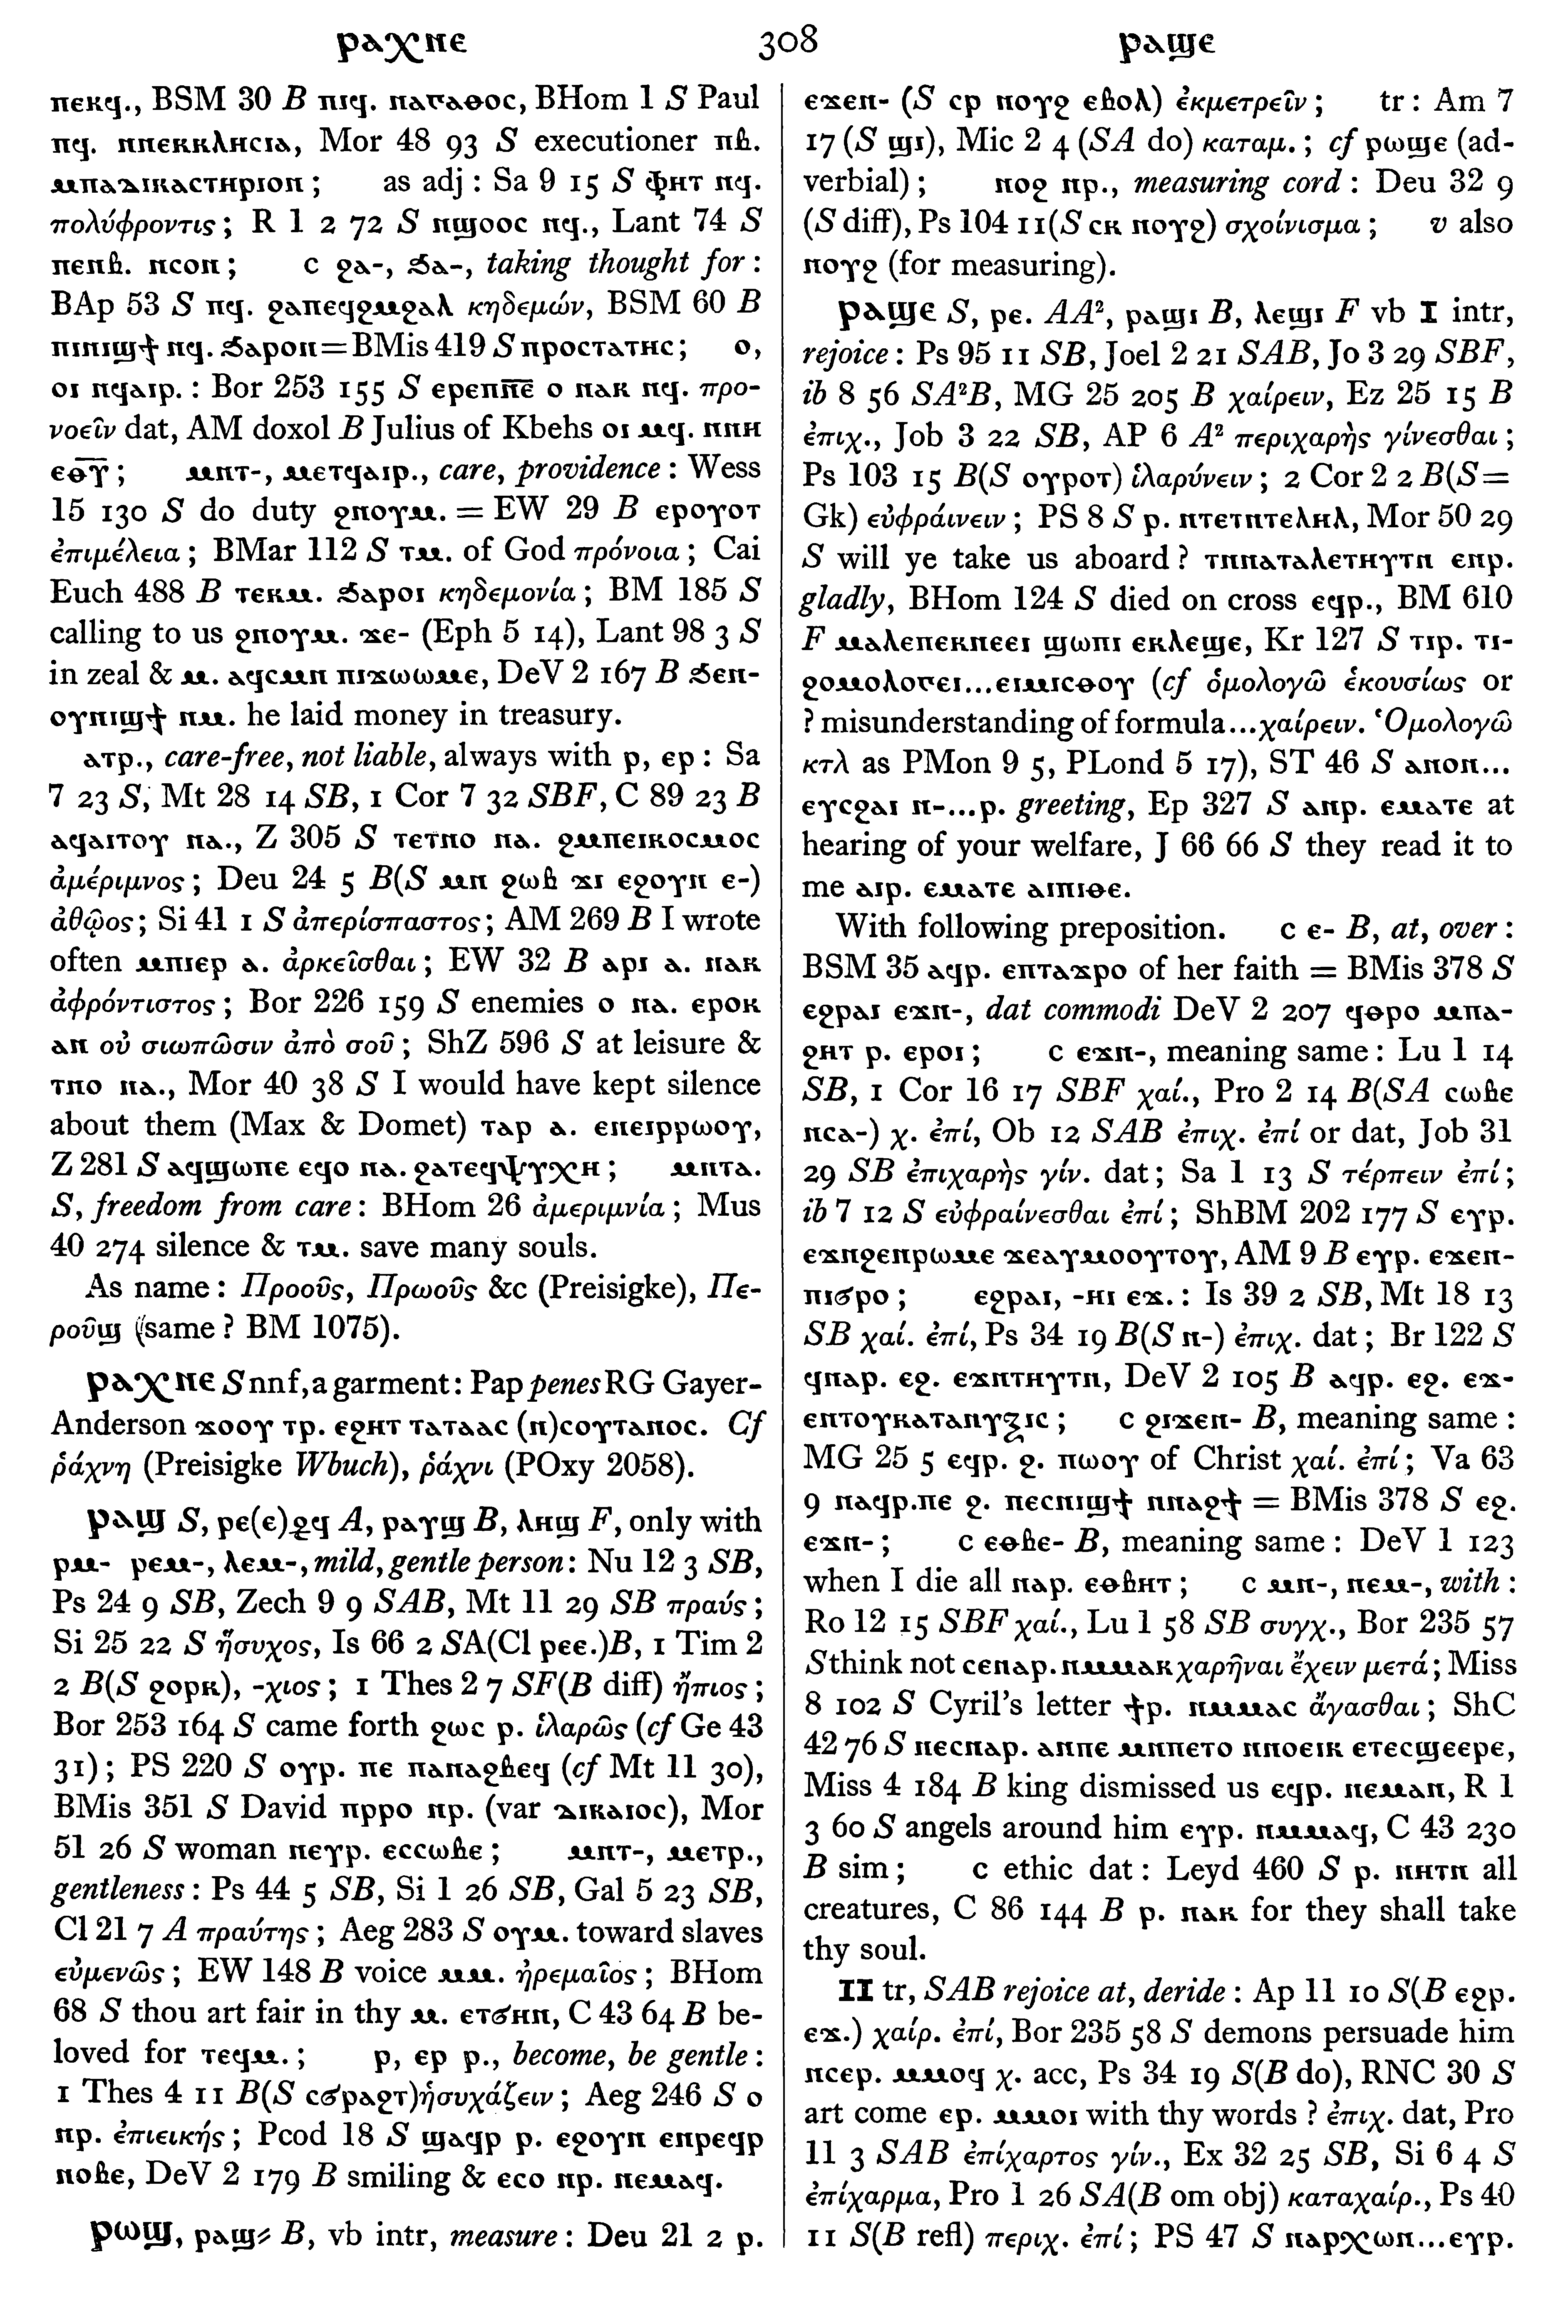 ⲣⲁⲭⲛⲉ 308 ⲣⲁϣⲉ
ⲡⲉⲕϥ., BSM 30 B ⲡⲓϥ. ⲛⲁⲅⲁⲑⲟⲥ, BHom 1 S Paul
ⲡϥ. ⲛⲛⲉⲕⲕⲗⲏⲥⲓⲁ, Mor 48 93 S executioner ⲡⲃ̄.
ⲙⲡⲁⲇⲓⲕⲁⲥⲧⲏⲣⲓⲟⲛ; as adj : Sa 9 15 S ⲫⲏⲧ ⲛϥ.
πολύφροντις ; R 1 2 72 S ⲡϣⲟⲟⲥ ⲛϥ., Lant 74 S
ⲡⲉⲛⲃ. ⲛⲥⲟⲛ; c ϩⲁ-, ϧⲁ-, taking thought for :
BAp 53 S ⲡϥ. ϩⲁⲡⲉϥϩⲙϩⲁⲗ κηδεμών, BSM 60 B
ⲡⲓⲛⲓϣϯ ⲛϥ. ϧⲁⲣⲟⲛ=BMis 419 S ⲡⲣⲟⲥⲧⲁⲧⲏⲥ; ⲟ,
ⲟⲓ ⲛϥⲁⲓⲣ. : Bor 253 155 S ⲉⲣⲉⲡⲛ̅ⲉ̅ ⲟ ⲛⲁⲕ ⲛϥ. προ-
νοεῖν dat, AM doxol B Julius of Kbehs ⲟⲓ ⲙϥ. ⲛⲛⲏ
ⲉⲑ̅ⲩ̅; ⲙⲛⲧ-, ⲙⲉⲧϥⲁⲓⲣ., care, providence : Wess
15 130 S do duty ϩⲛⲟⲩⲙ. = EW 29 B ⲉⲣⲟⲩⲟⲧ
ἐπιμέλεια ; BMar 112 S ⲧⲙ. of God πρόνοια ; Cai
Euch 488 B ⲧⲉⲕⲙ. ϧⲁⲣⲟⲓ κηδεμονία ; BM 185 S
calling to us ϩⲛⲟⲩⲙ. ϫⲉ- (Eph 5 14), Lant 98 3 S
in zeal & ⲙ. ⲁϥⲥⲙⲛ ⲡⲓϫⲱⲱⲙⲉ, DeV 2 167 B ϧⲉⲛ-
ⲟⲩⲛⲓϣϯ ⲙⲙ. he laid money in treasury.
ⲁⲧⲣ., care-free, not liable, always with ⲣ, ⲉⲣ : Sa
7 23 S, Mt 28 14 SB, 1 Cor 7 32 SBF, C 89 23 B
ⲁϥⲁⲓⲧⲟⲩ ⲛⲁ., Z 305 S ⲧⲉⲧⲛⲟ ⲛⲁ. ϩⲙⲡⲉⲓⲕⲟⲥⲙⲟⲥ
ἀμέριμνος ; Deu 24 5 B(S ⲙⲛ ϩⲱⲃ ϫⲓ ⲉϩⲟⲩⲛ ⲉ-)
ἀθῷος ; Si 41 1 S ἀπερίσπαστος ; AM 269 B I wrote
often ⲙⲡⲓⲉⲣ ⲁ. ἀρκεῖσθαι ; EW 32 B ⲁⲣⲓ ⲁ. ⲛⲁⲕ
ἀφρόντιστος ; Bor 226 159 S enemies ⲟ ⲛⲁ. ⲉⲣⲟⲕ
ⲁⲛ οὐ σιωπῶσιν ἀπὸ σοῦ ; ShZ 596 S at leisure &
ⲧⲛⲟ ⲛⲁ., Mor 40 38 S I would have kept silence
about them (Max & Domet) ⲧⲁⲣ ⲁ. ⲉⲡⲉⲓⲣⲣⲱⲟⲩ,
Z 281 S ⲁϥϣⲱⲡⲉ ⲉϥⲟ ⲛⲁ. ϩⲁⲧⲉϥⲯⲩⲭⲏ; ⲙⲛⲧⲁ.
S, freedom from care : BHom 26 ἀμεριμνία ; Mus
40 274 silence & ⲧⲙ. save many souls.
As name : Προοῦς, Πρωοῦς &c (Preisigke), Πε-
ροῦϣ (same ? BM 1075).
ⲣⲁⲭⲛⲉ S nn f, a garment : Pap penes RG Gayer-
Anderson ϫⲟⲟⲩ ⲧⲣ. ⲉϩⲏⲧ ⲧⲁⲧⲁⲁⲥ (ⲛ)ⲥⲟⲩⲧⲁⲛⲟⲥ. Cf
ῥάχνη (Preisigke Wbuch), ῥάχνι (POxy 2058).
ⲣⲁϣ S, ⲣⲉ(ⲉ)ϩϥ A, ⲣⲁⲩϣ B, ⲗⲏϣ F, only with
ⲣⲙ- ⲣⲉⲙ-, ⲗⲉⲙ-, mild, gentle person : Nu 12 3 SB,
Ps 24 9 SB, Zech 9 9 SAB, Mt 11 29 SB πραύς ;
Si 25 22 S ἥσυχος, Is 66 2 SA(Cl ⲣⲉⲉ.)B, 1 Tim 2
2 B(S ϩⲟⲣⲕ), -χιος ; 1 Thes 2 7 SF(B diff) ἤπιος ;
Bor 253 164 S came forth ϩⲱⲥ ⲣ. ἱλαρῶς (cf Ge 43
31) ; PS 220 S ⲟⲩⲣ. ⲡⲉ ⲡⲁⲛⲁϩⲃⲉϥ (cf Mt 11 30),
BMis 351 S David ⲡⲣⲣⲟ ⲛⲣ. (var ⲇⲓⲕⲁⲓⲟⲥ), Mor
51 26 S woman ⲛⲉⲩⲣ. ⲉⲥⲥⲱⲃⲉ; ⲙⲛⲧ-, ⲙⲉⲧⲣ.,
gentleness : Ps 44 5 SB, Si 1 26 SB, Gal 5 23 SB,
Cl 21 7 A πραύτης ; Aeg 283 S ⲟⲩⲙ. toward slaves
εὐμενῶς ; EW 148 B voice ⲙⲙ. ἠρεμαῖος ; BHom
68 S thou art fair in thy ⲙ. ⲉⲧϭⲏⲡ, C 43 64 B be-
loved for ⲧⲉϥⲙ. ; ⲣ, ⲉⲣ ⲣ., become, be gentle :
1 Thes 4 11 B(S ⲥϭⲣⲁϩⲧ)ἡσυχάζειν ; Aeg 246 S ⲟ
ⲛⲣ. ἐπιεικής ; Pcod 18 S ϣⲁϥⲣ ⲣ. ⲉϩⲟⲩⲛ ⲉⲡⲣⲉϥⲣ
ⲛⲟⲃⲉ, DeV 2 179 B smiling & ⲉⲥⲟ ⲛⲣ. ⲛⲉⲙⲁϥ.
ⲣⲱϣ, ⲣⲁϣ⸗ B, vb intr, measure : Deu 21 2 ⲣ.
ⲉϫⲉⲛ- (S ⲥⲣ ⲛⲟⲩϩ ⲉⲃⲟⲗ) ἐκμετρεῖν ; tr : Am 7
17 (S ϣⲓ), Mic 2 4 (SA do) καταμ. ; cf ⲣⲱϣⲉ (ad-
verbial) ; ⲛⲟϩ ⲛⲣ., measuring cord : Deu 32 9
(S diff), Ps 104 11(S ⲥⲕ ⲛⲟⲩϩ) σχοίνισμα ; v also
ⲛⲟⲩϩ (for measuring).
ⲣⲁϣⲉ S, ⲣⲉ. AA², ⲣⲁϣⲓ B, ⲗⲉϣⲓ F vb I intr,
rejoice : Ps 95 11 SB, Joel 2 21 SAB, Jo 3 29 SBF,
ib 8 56 SA²B, MG 25 205 B χαίρειν, Ez 25 15 B
ἐπιχ., Job 3 22 SB, AP 6 A² περιχαρὴς γίνεσθαι ;
Ps 103 15 B(S ⲟⲩⲣⲟⲧ) ἱλαρύνειν ; 2 Cor 2 2 B(S=
Gk) εὐφράινειν ; PS 8 S ⲣ. ⲛⲧⲉⲧⲛⲧⲉⲗⲏⲗ, Mor 50 29
S will ye take us aboard ? ⲧⲛⲛⲁⲧⲁⲗⲉⲧⲏⲩⲧⲛ ⲉⲛⲣ.
gladly, BHom 124 S died on cross ⲉϥⲣ., BM 610
F ⲙⲁⲗⲉⲡⲉⲕⲛⲉⲉⲓ ϣⲱⲡⲓ ⲉⲕⲗⲉϣⲉ, Kr 127 S ⲧⲓⲣ. ⲧⲓ-
ϩⲟⲙⲟⲗⲟⲅⲉⲓ...ⲉⲓⲙⲓⲥⲑⲟⲩ (cf ὁμολογῶ ἑκουσίως or
? misunderstanding of formula...χαίρειν. Ὁμολογῶ
κτλ as PMon 9 5, PLond 5 17), ST 46 S ⲁⲛⲟⲛ...
ⲉⲩⲥϩⲁⲓ ⲛ-...ⲣ. greeting, Ep 327 S ⲁⲛⲣ. ⲉⲙⲁⲧⲉ at
hearing of your welfare, J 66 66 S they read it to
me ⲁⲓⲣ. ⲉⲙⲁⲧⲉ ⲁⲓⲡⲓⲑⲉ.
With following preposition. c ⲉ- B, at, over :
BSM 35 ⲁϥⲣ. ⲉⲡⲧⲁϫⲣⲟ of her faith = BMis 378 S
ⲉϩⲣⲁⲓ ⲉϫⲛ-, dat commodi DeV 2 207 ϥⲑⲣⲟ ⲙⲡⲁ-
ϩⲏⲧ ⲣ. ⲉⲣⲟⲓ; c ⲉϫⲛ-, meaning same : Lu 1 14
SB, 1 Cor 16 17 SBF χαί., Pro 2 14 B(SA ⲥⲱⲃⲉ
ⲛⲥⲁ-) χ. ἐπί, Ob 12 SAB ἐπιχ. ἐπί or dat, Job 31
29 SB ἐπιχαρὴς γίν. dat ; Sa 1 13 S τέρπειν ἐπί ;
ib 7 12 S εὐφραίνεσθαι ἐπί ; ShBM 202 177 S ⲉⲩⲣ.
ⲉϫⲛϩⲉⲛⲣⲱⲙⲉ ϫⲉⲁⲩⲙⲟⲟⲩⲧⲟⲩ, AM 9 B ⲉⲩⲣ. ⲉϫⲉⲛ-
ⲡⲓϭⲣⲟ; ⲉϩⲣⲁⲓ, -ⲏⲓ ⲉϫ. : Is 39 2 SB, Mt 18 13
SB χαί. ἐπί, Ps 34 19 B(S ⲛ-) ἐπιχ. dat ; Br 122 S
ϥⲛⲁⲣ. ⲉϩ. ⲉϫⲛⲧⲏⲩⲧⲛ, DeV 2 105 B ⲁϥⲣ. ⲉϩ. ⲉϫ-
ⲉⲛⲧⲟⲩⲕⲁⲧⲁⲛⲩⲝⲓⲥ; c ϩⲓϫⲉⲛ- B, meaning same :
MG 25 5 ⲉϥⲣ. ϩ. ⲡⲱⲟⲩ of Christ χαί. ἐπί ; Va 63
9 ⲛⲁϥⲣ.ⲡⲉ ϩ. ⲡⲉⲥⲛⲓϣϯ ⲛⲛⲁϩϯ = BMis 378 S ⲉϩ.
ⲉϫⲛ- ; c ⲉⲑⲃⲉ- B, meaning same : DeV 1 123
when I die all ⲛⲁⲣ. ⲉⲑⲃⲏⲧ; c ⲙⲛ-, ⲛⲉⲙ-, with :
Ro 12 15 SBF χαί., Lu 1 58 SB συγχ., Bor 235 57
S think not ⲥⲉⲛⲁⲣ. ⲛⲙⲙⲁⲕ χαρῆναι ἔχειν μετά ; Miss
8 102 S Cyril's letter ϯⲣ. ⲛⲙⲙⲁⲥ ἄγασθαι ; ShC
42 76 S ⲛⲉⲥⲛⲁⲣ. ⲁⲛⲡⲉ ⲙⲛⲡⲉⲧⲟ ⲛⲛⲟⲉⲓⲕ ⲉⲧⲉⲥϣⲉⲉⲣⲉ,
Miss 4 184 B king dismissed us ⲉϥⲣ. ⲛⲉⲙⲁⲛ, R 1
3 60 S angels around him ⲉⲩⲣ. ⲛⲙⲙⲁϥ, C 43 230
B sim ; c ethic dat : Leyd 460 S ⲣ. ⲛⲏⲧⲛ all
creatures, C 86 144 B ⲣ. ⲛⲁⲕ for they shall take
thy soul.
II tr, SAB rejoice at, deride : Ap 11 10 S(B ⲉϩⲣ.
ⲉϫ.) χαίρ. ἐπί, Bor 235 58 S demons persuade him
ⲛⲥⲉⲣ. ⲙⲙⲟϥ χ. acc, Ps 34 19 S(B do), RNC 30 S
art come ⲉⲣ. ⲙⲙⲟⲓ with thy words ? ἐπιχ. dat, Pro
11 3 SAB ἐπίχαρτος γίν., Ex 32 25 SB, Si 6 4 S
ἐπίχαρμα, Pro 1 26 SA(B om obj) καταχαίρ., Ps 40
11 S(B refl) περιχ. ἐπί ; PS 47 S ⲛⲁⲣⲭⲱⲛ...ⲉⲩⲣ.